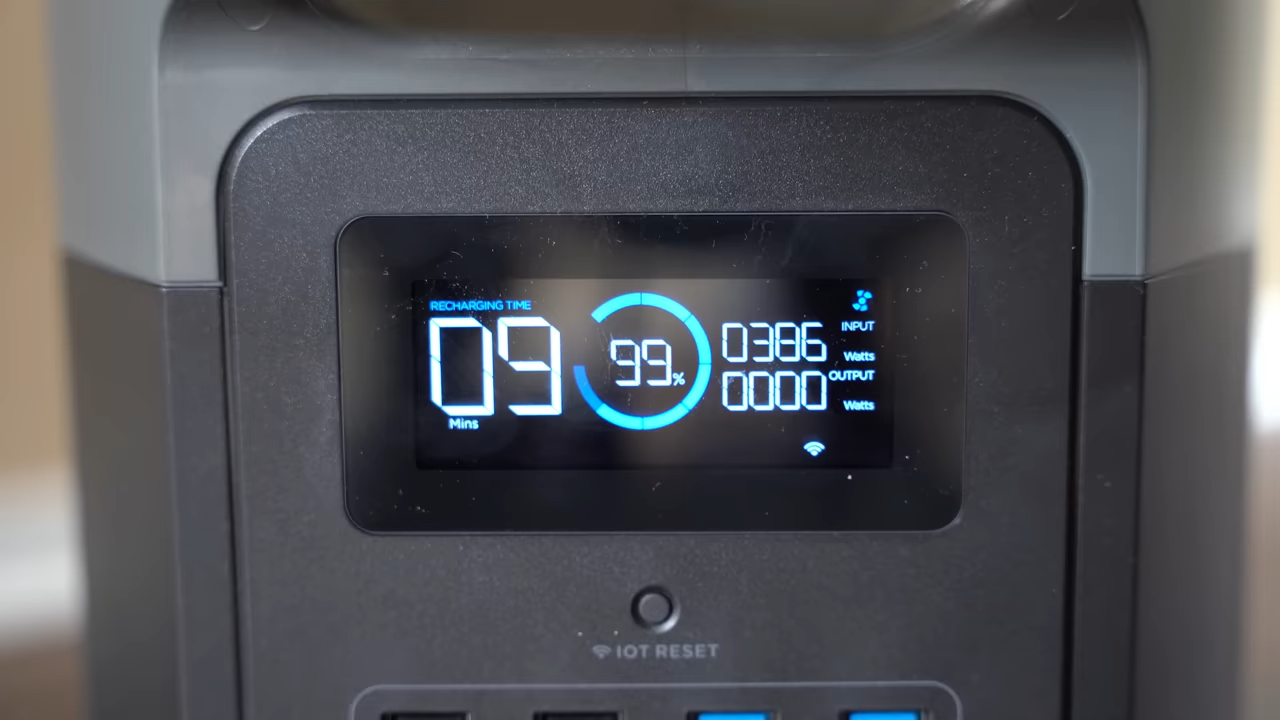 RECHARGING TIME
09
Mins
99%
0386
INPUT
Watts
0000
OUTPUT
Watts
IOT RESET